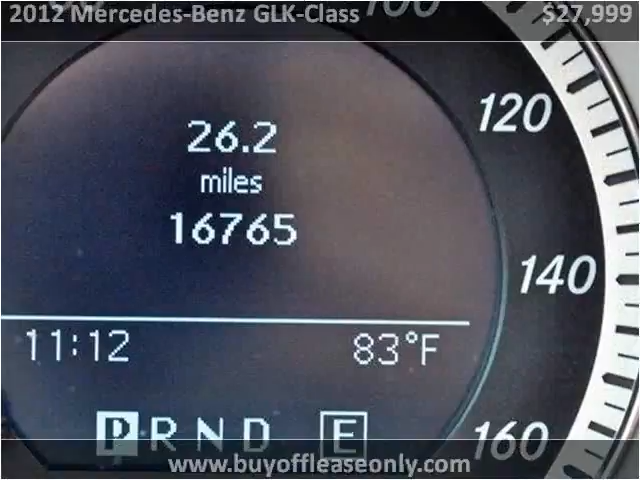 2012 Mercedes-Benz GLK-Class $27,999
100
26.2
120
miles
16765
140
11:12 83°F
P R N D E
160
www.buyoffleaseonly.com